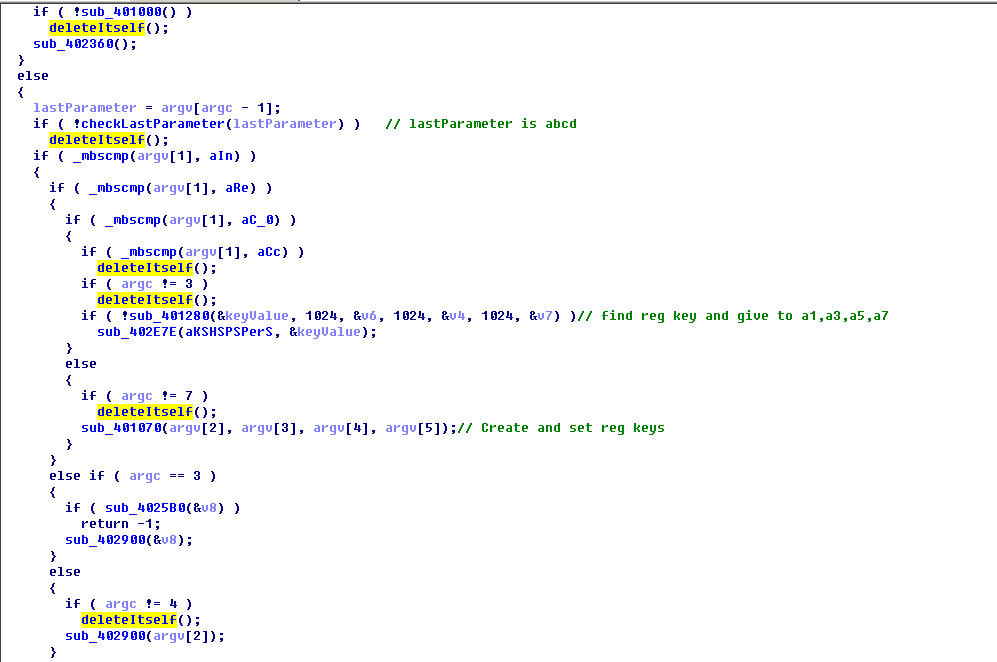 if ( !sub_401000() )
deleteItself();
sub_402360();
}
else
{
lastParameter = argv[argc - 1];
if ( !checkLastParameter(lastParameter) ) // lastParameter is abcd
deleteItself();
if ( _mbscmp(argv[1], aIn) )
{
if ( _mbscmp(argv[1], aRe) )
{
if ( _mbscmp(argv[1], aC_0) )
{
if ( _mbscmp(argv[1], aCc) )
deleteItself();
if ( argc != 3 )
deleteItself();
if ( !sub_401280(&keyValue, 1024, &v6, 1024, &v4, 1024, &v7) )// find reg key and give to a1,a3,a5,a7
sub_402E7E(aKSHSPSPerS, &keyValue);
}
else
{
if ( argc != 7 )
deleteItself();
sub_401070(argv[2], argv[3], argv[4], argv[5]);// Create and set reg keys
}
}
else if ( argc == 3 )
{
if ( sub_4025B0(&v8) )
return -1;
sub_402900(&v8);
}
else
{
if ( argc != 4 )
deleteItself();
sub_402900(argv[2]);
}